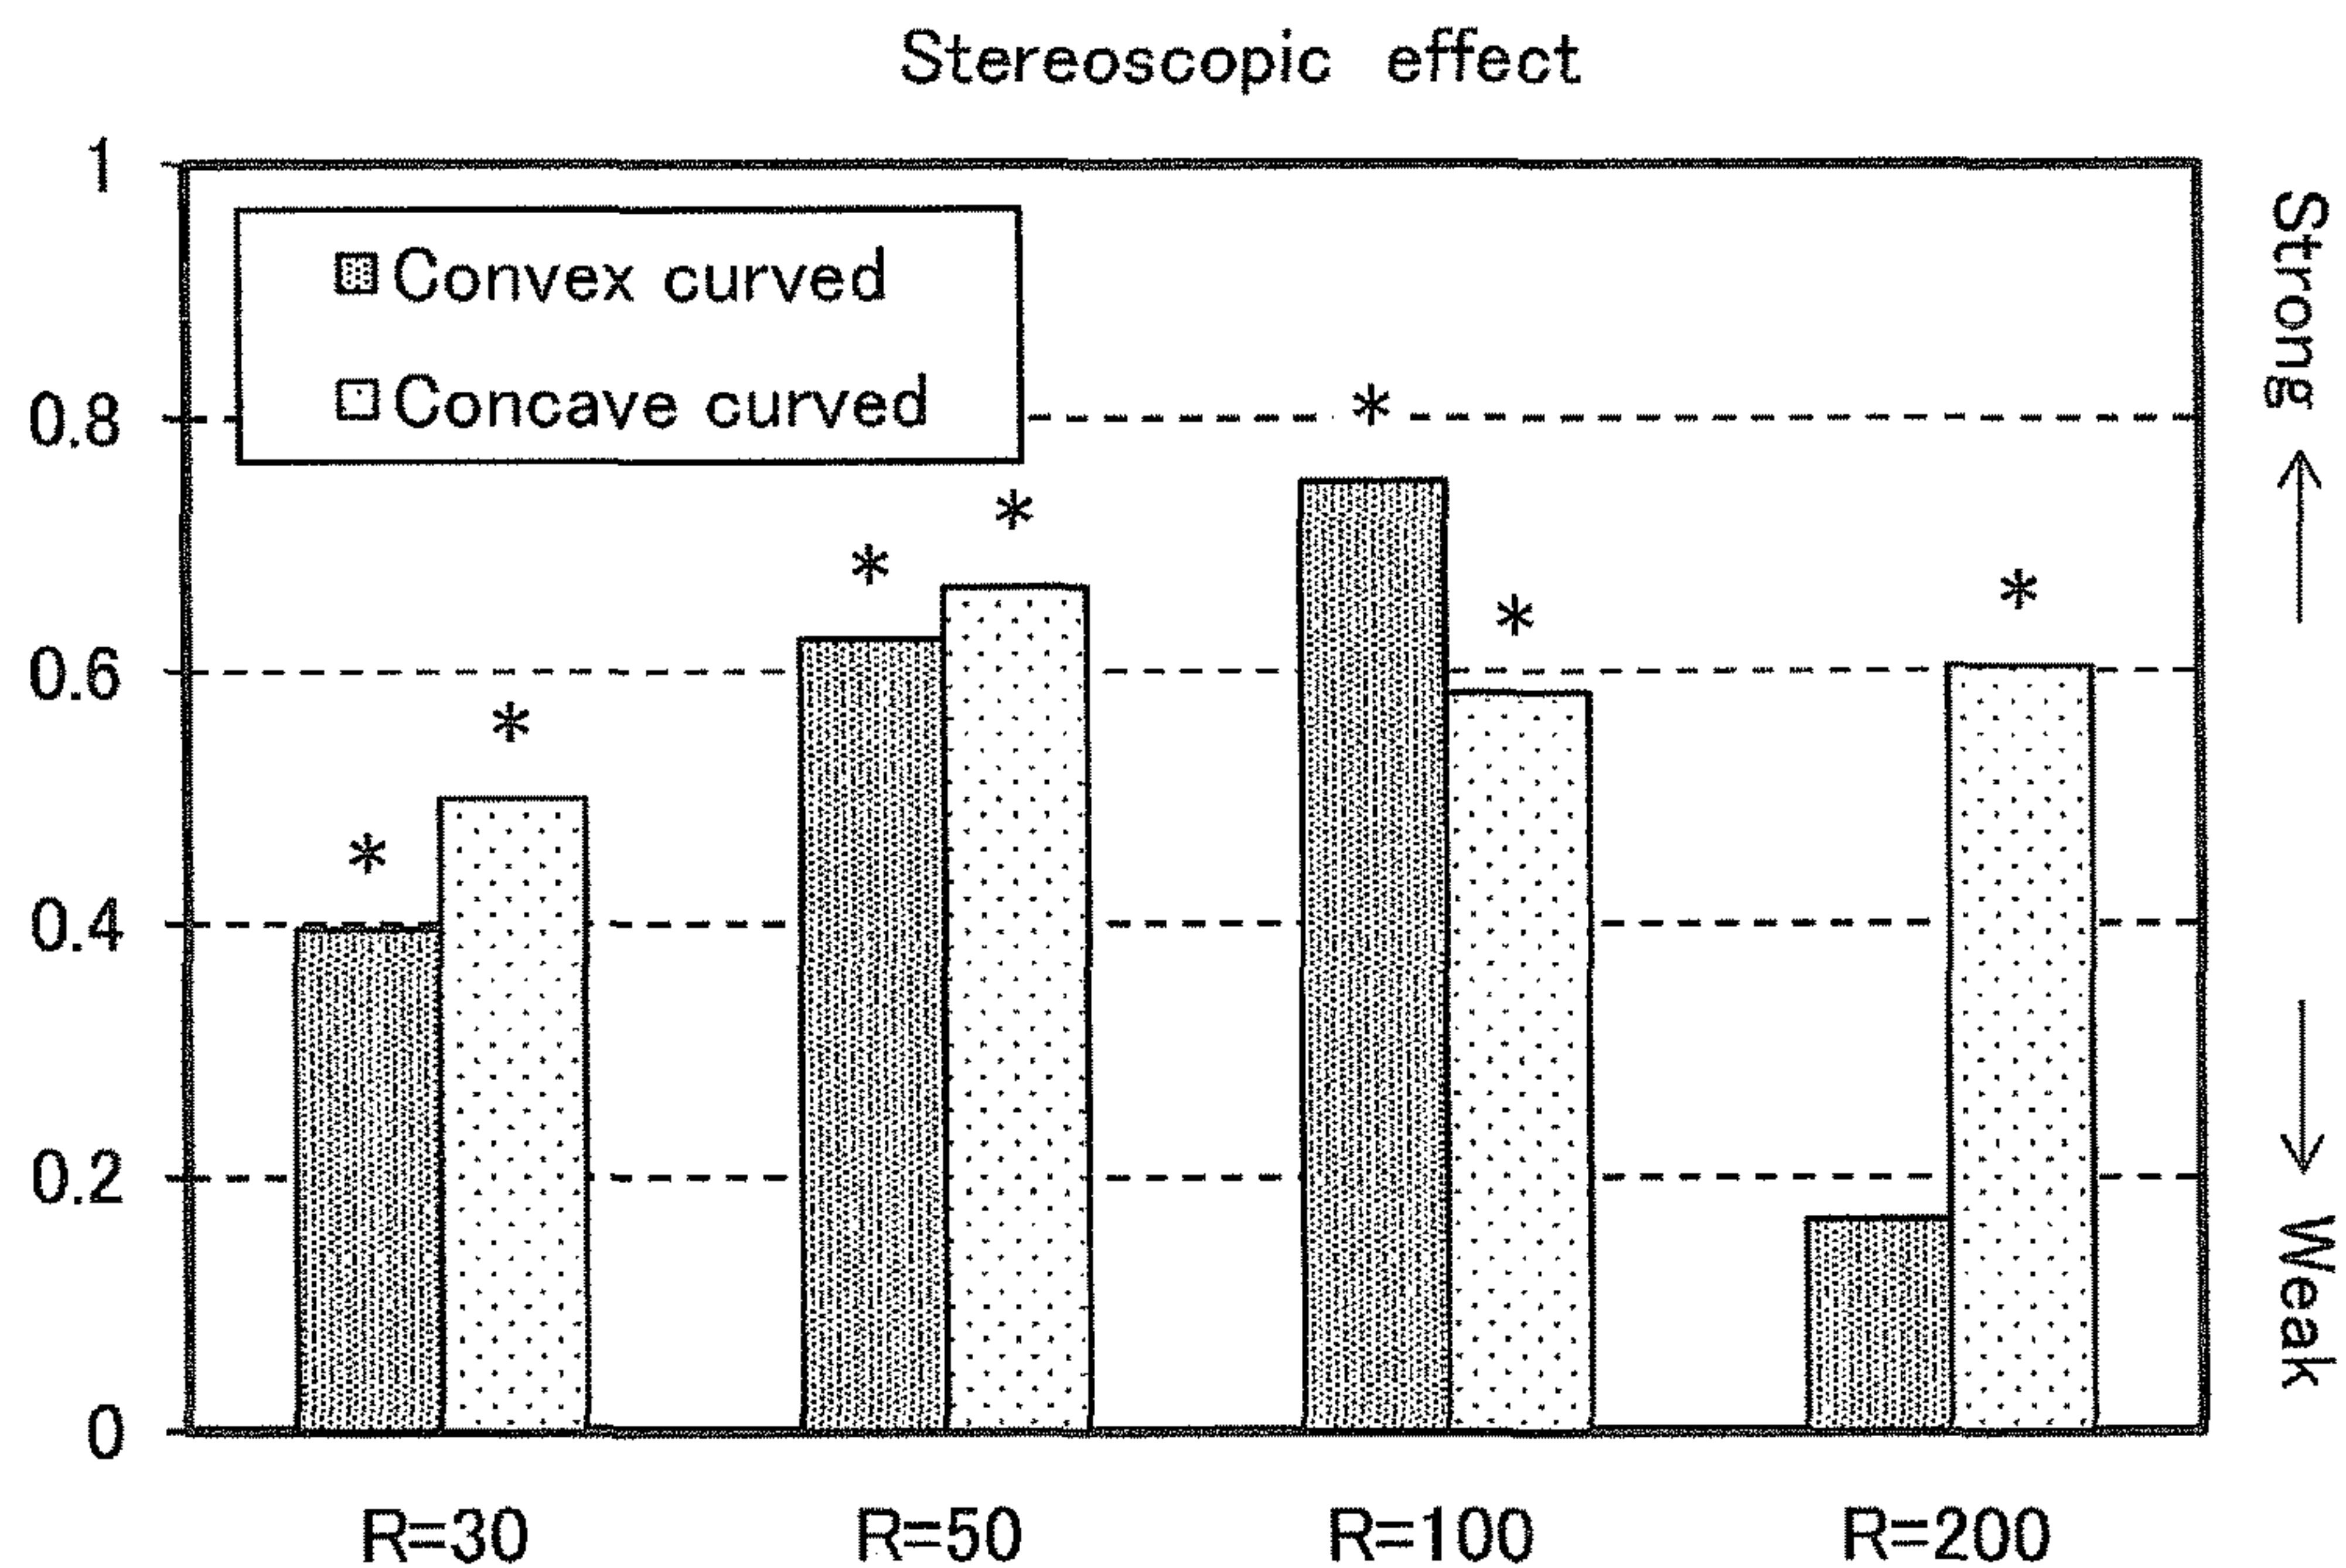 Stereoscopic effect
1
0.8
0.6
0.4
0.2
0
Convex curved
Concave curved
*
*
*
*
*
*
*
R=30
R=50
R=100
R=200
Strong
Weak